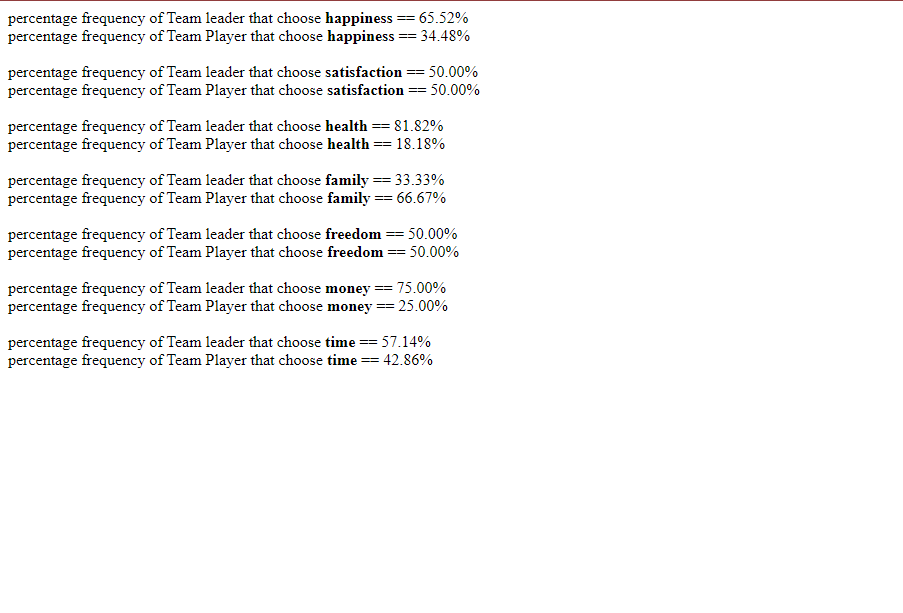 percentage frequency of Team leader that choose happiness == 65.52%
percentage frequency of Team Player that choose happiness == 34.48%
percentage frequency of Team leader that choose satisfaction == 50.00%
percentage frequency of Team Player that choose satisfaction == 50.00%
percentage frequency of Team leader that choose health == 81.82%
percentage frequency of Team Player that choose health == 18.18%
percentage frequency of Team leader that choose family == 33.33%
percentage frequency of Team Player that choose family == 66.67%
percentage frequency of Team leader that choose freedom == 50.00%
percentage frequency of Team Player that choose freedom == 50.00%
percentage frequency of Team leader that choose money == 75.00%
percentage frequency of Team Player that choose money == 25.00%
percentage frequency of Team leader that choose time == 57.14%
percentage frequency of Team Player that choose time == 42.86%